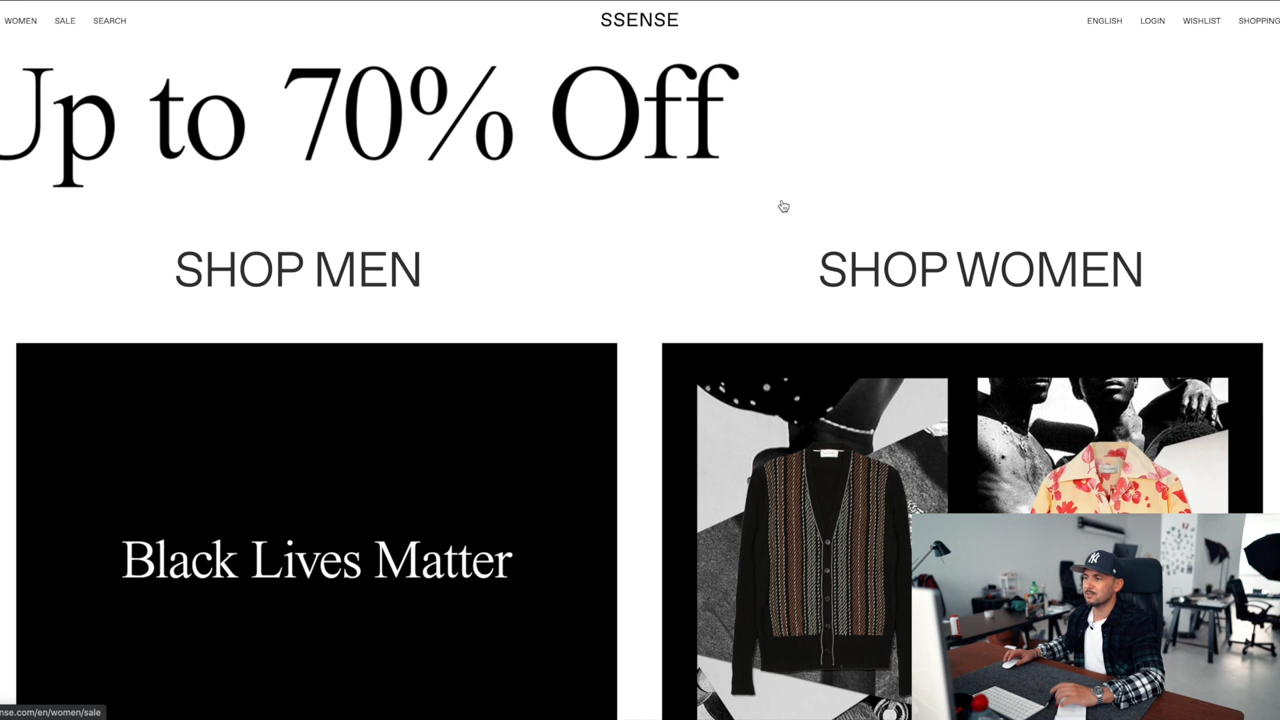 WOMEN SALE SEARCH SSENSE ENGLISH LOGIN WISHLIST SHOPPING
Up to 70% Off
SHOP MEN SHOP WOMEN
Black Lives Matter
NY
nse.com/en/women/sale